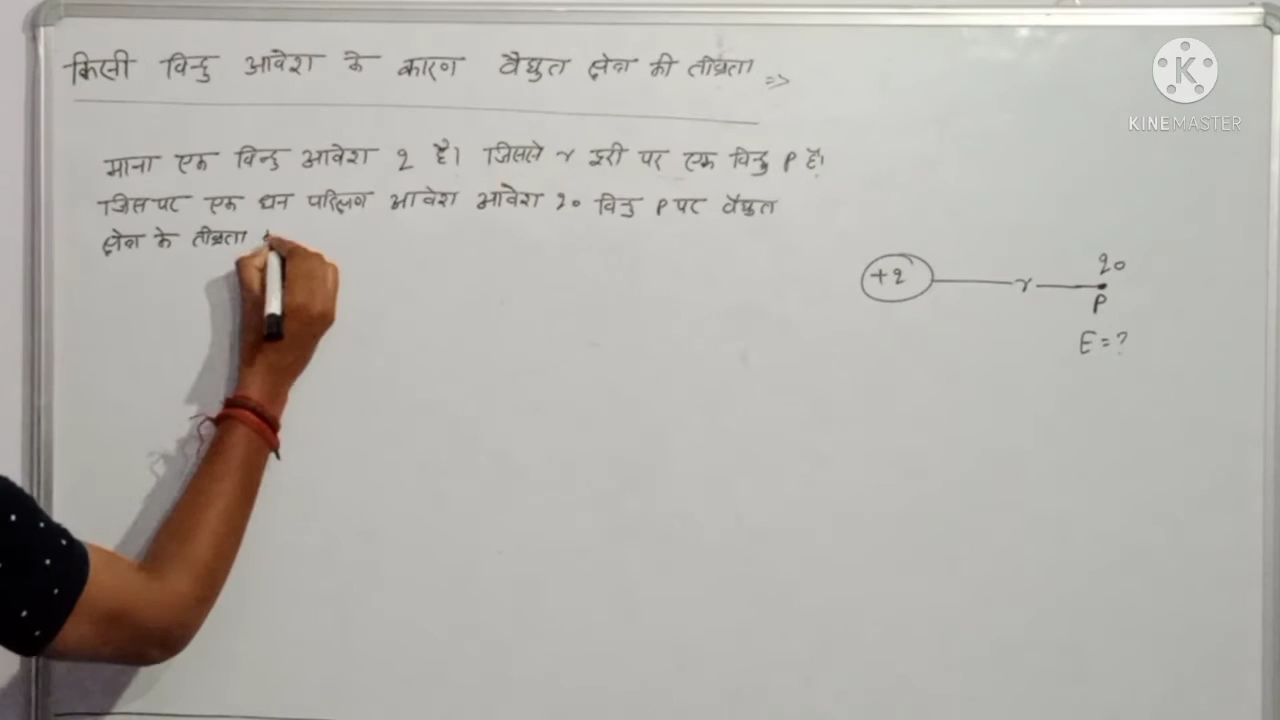 किसी विन्दु आवेश के कारण वैद्युत क्षेत्र की तीव्रता =>
माना एक विन्दु आवेश q है। जिससे r दूरी पर एक विन्दु P है।
जिस पर एक धन परिक्षण आवेश आवेश q0 विन्दु P पर वैद्युत
क्षेत्र के तीव्रता
+q r q0
P
E = ?
K
KINEMASTER